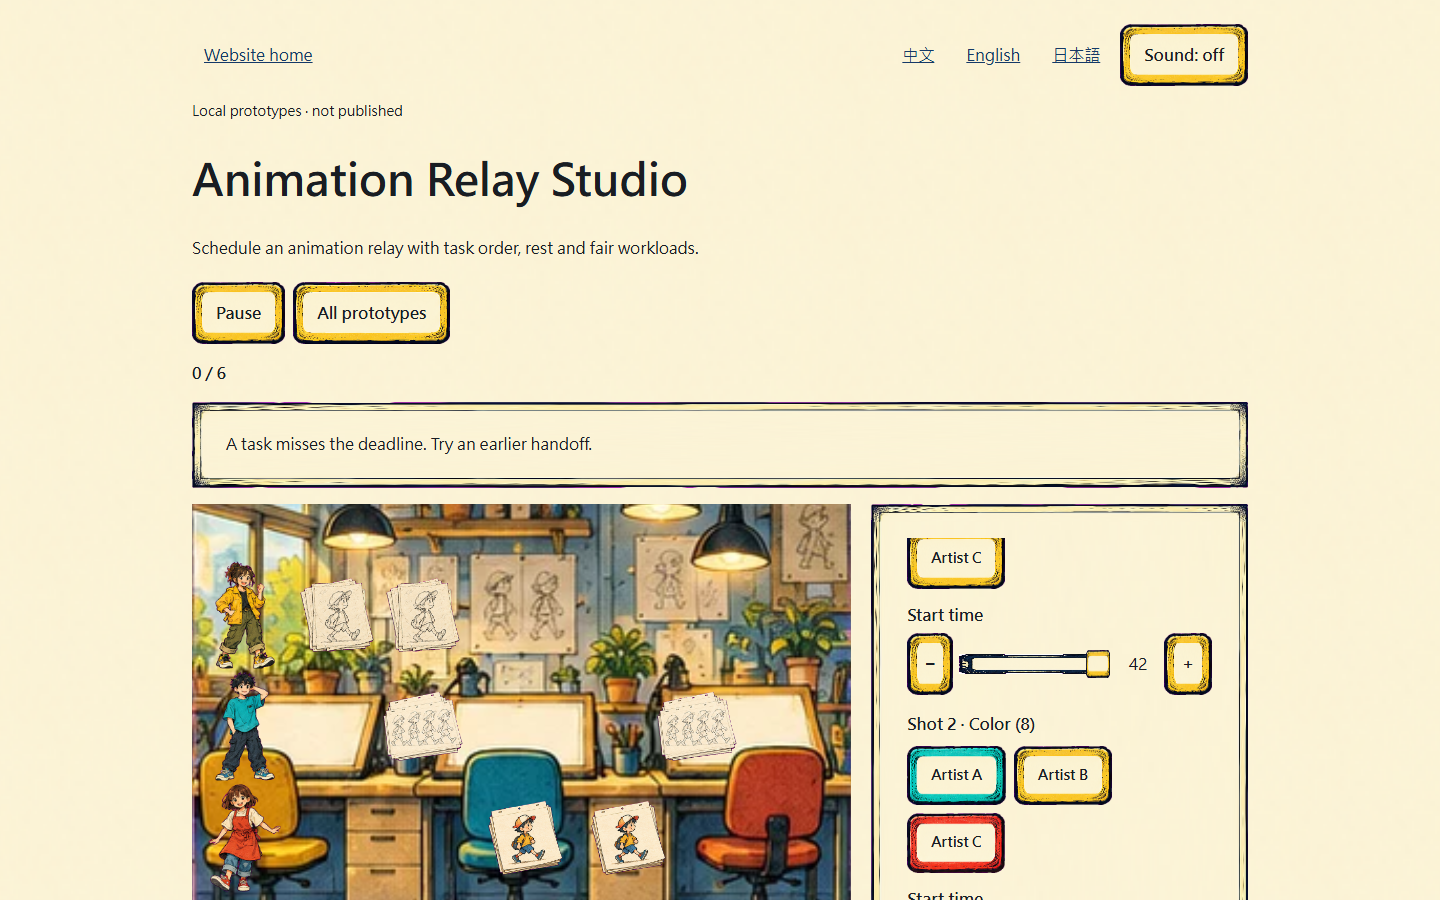 Website home
中文 English 日本語 Sound: off
Local prototypes · not published
Animation Relay Studio
Schedule an animation relay with task order, rest and fair workloads.
Pause All prototypes
0 / 6
A task misses the deadline. Try an earlier handoff.
Artist C
Start time
− 42 +
Shot 2 · Color (8)
Artist A Artist B
Artist C
Start time